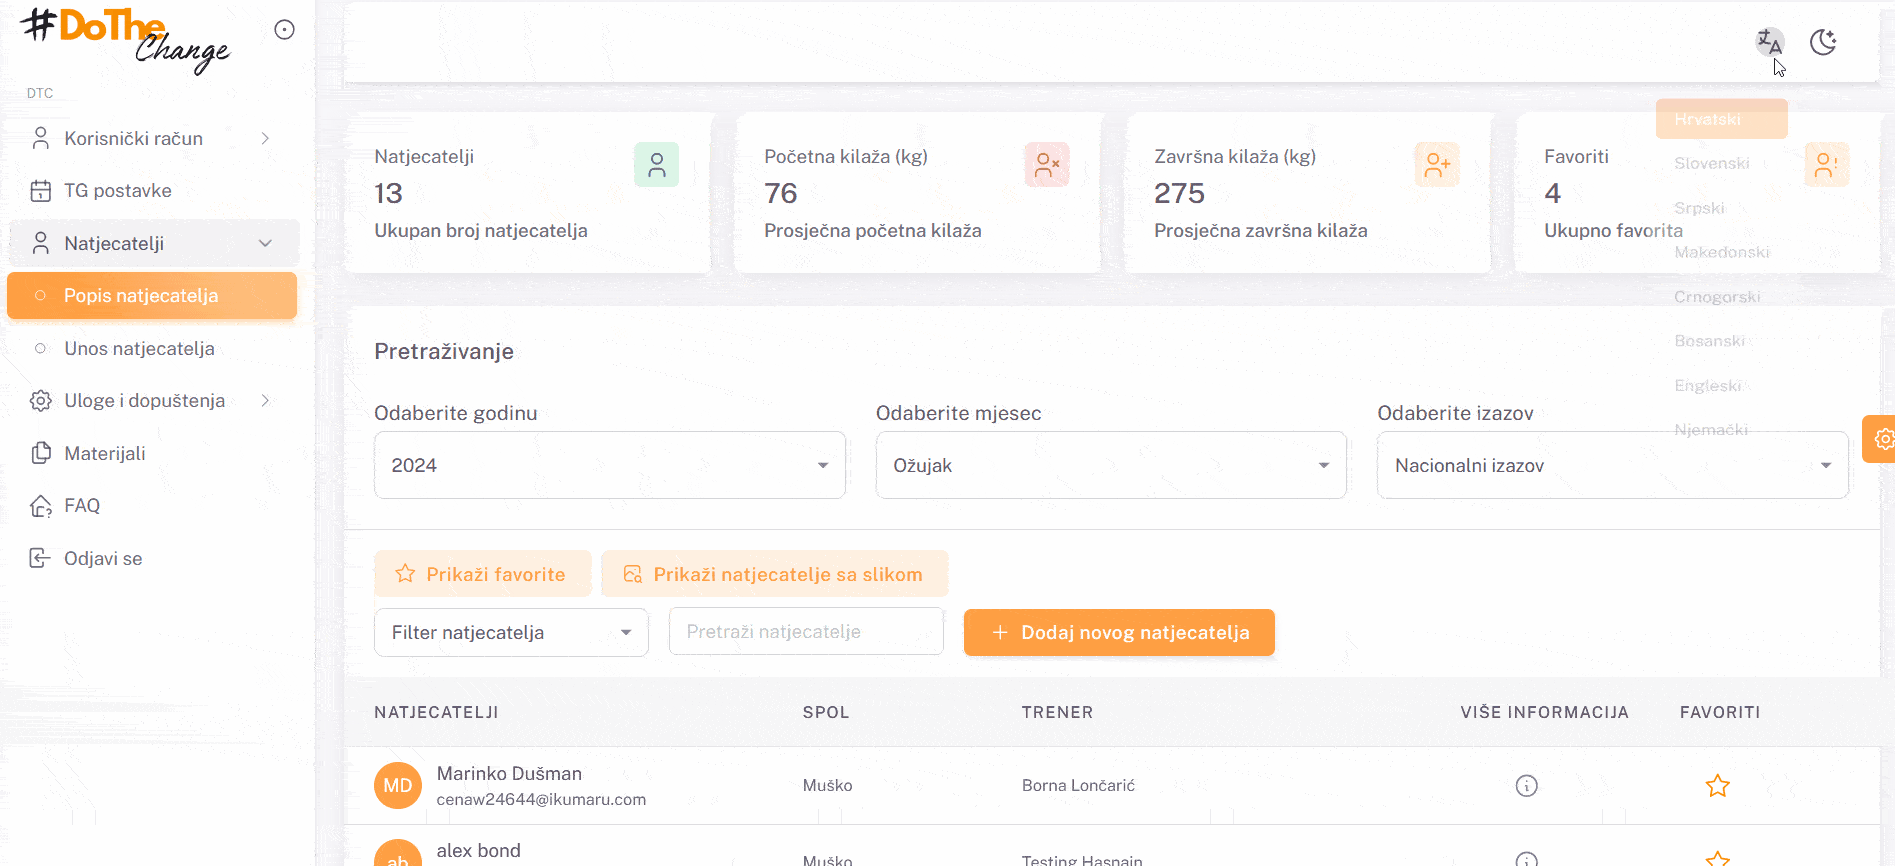 #DoThe
Change
DTC
Korisnički račun
TG postavke
Natjecatelji
Popis natjecatelja
Unos natjecatelja
Uloge i dopuštenja
Materijali
FAQ
Odjavi se
Hrvatski
Slovenski
Srpski
Makedonski
Crnogorski
Bosanski
Engleski
Njemački
Natjecatelji
13
Ukupan broj natjecatelja
Početna kilaža (kg)
76
Prosječna početna kilaža
Završna kilaža (kg)
275
Prosječna završna kilaža
Favoriti
4
Ukupno favorita
Pretraživanje
Odaberite godinu
2024
Odaberite mjesec
Ožujak
Odaberite izazov
Nacionalni izazov
Prikaži favorite
Prikaži natjecatelje sa slikom
Filter natjecatelja
Pretraži natjecatelje
+ Dodaj novog natjecatelja
NATJECATELJI SPOL TRENER VIŠE INFORMACIJA FAVORITI
MD
Marinko Dušman
cenaw24644@ikumaru.com
Muško
Borna Lončarić
ab
alex bond
Muško
Testing Hasnain